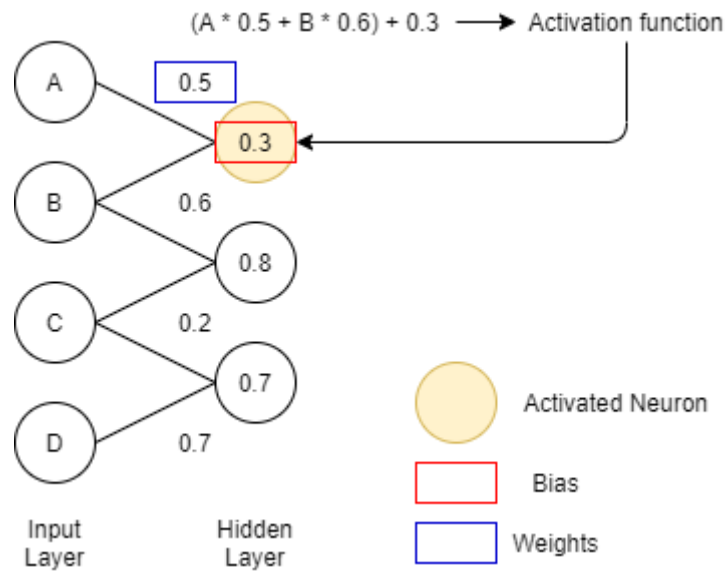 (A * 0.5 + B * 0.6) + 0.3
Activation function
A
0.5
0.3
B
0.6
0.8
C
0.2
0.7
D
0.7
Activated Neuron
Bias
Weights
Input
Layer
Hidden
Layer